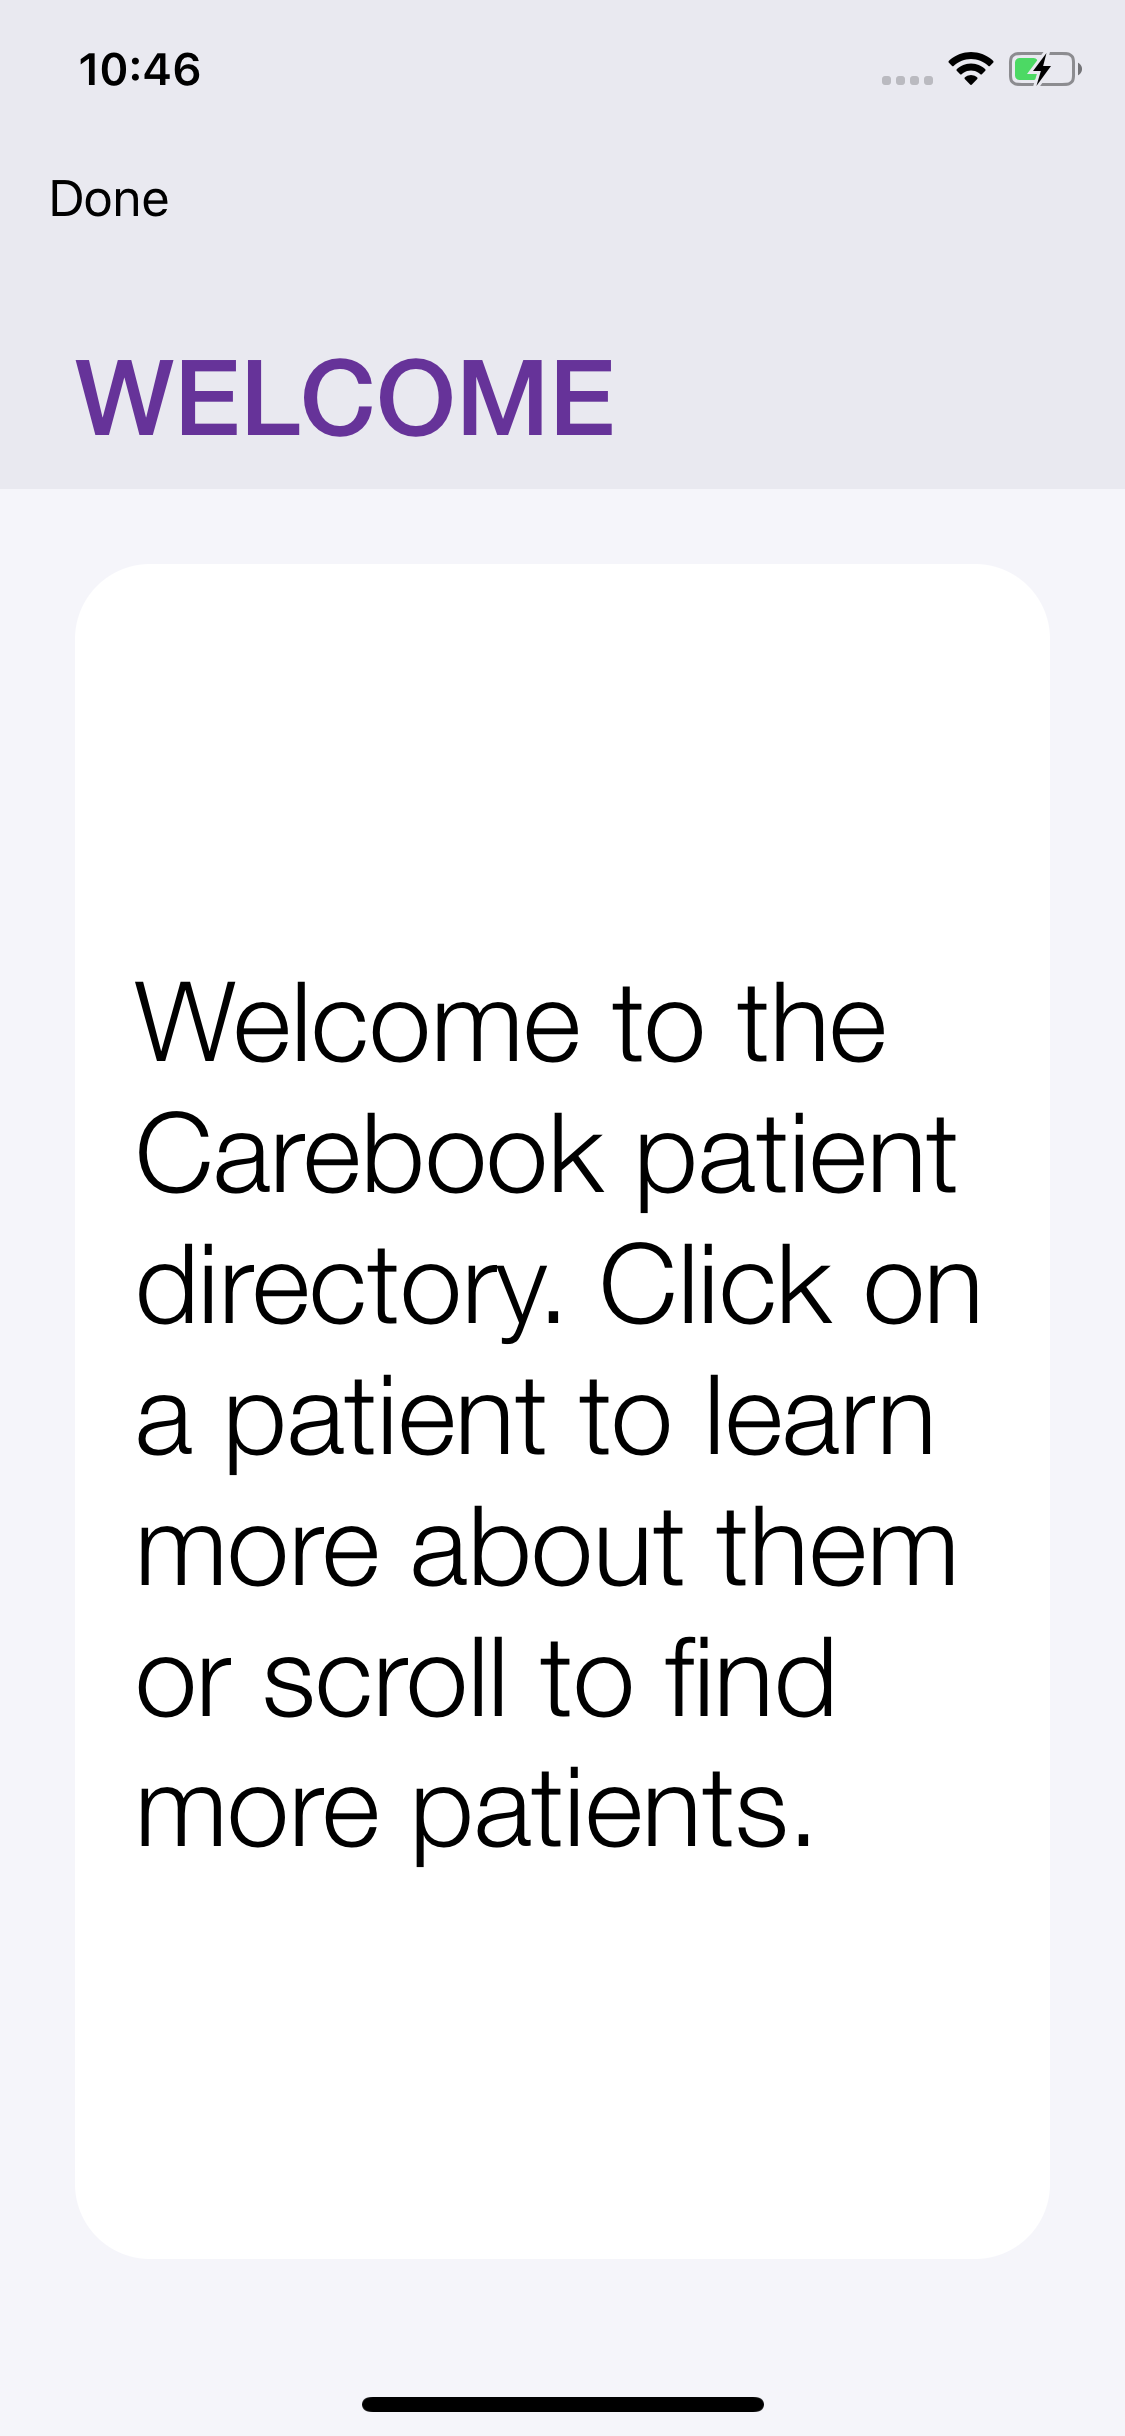 10:46
Done
WELCOME
Welcome to the
Carebook patient
directory. Click on
a patient to learn
more about them
or scroll to find
more patients.